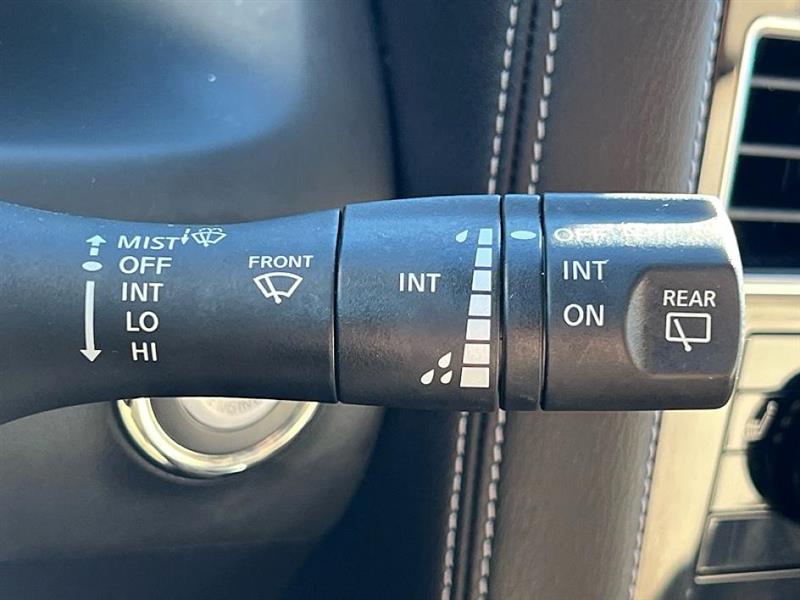 MIST
OFF
INT
LO
HI
FRONT
INT
OFF
INT
ON
REAR